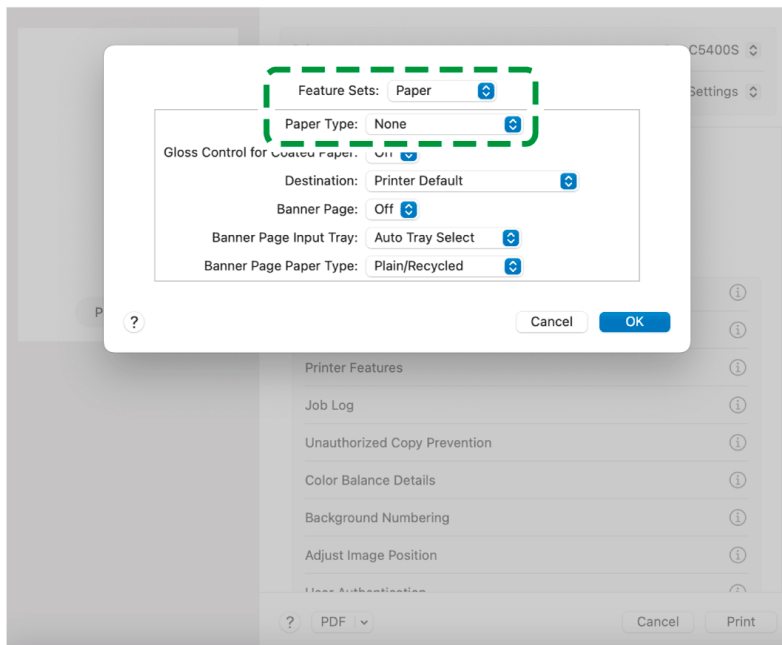 C5400S
Feature Sets: Paper
Settings
Paper Type: None
Gloss Control for Coated Paper:
Destination: Printer Default
Banner Page: Off
Banner Page Input Tray: Auto Tray Select
Banner Page Paper Type: Plain/Recycled
P
? Cancel OK
Printer Features
Job Log
Unauthorized Copy Prevention
Color Balance Details
Background Numbering
Adjust Image Position
User Authentication
? PDF Cancel Print